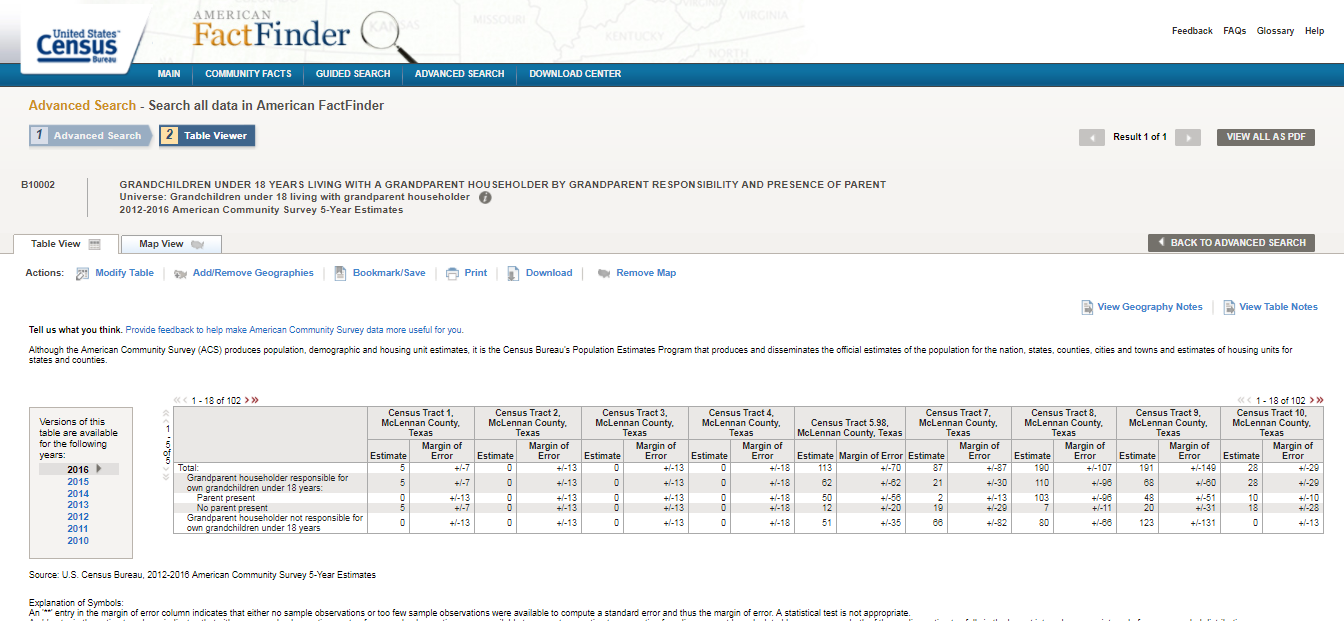 United States®
Census
Bureau
AMERICAN
FactFinder
KANSAS
MISSOURI
KENTUCKY
VIRGINIA
NORTH
Feedback FAQs Glossary Help
MAIN COMMUNITY FACTS GUIDED SEARCH ADVANCED SEARCH DOWNLOAD CENTER
Advanced Search - Search all data in American FactFinder
1 Advanced Search 2 Table Viewer
Result 1 of 1 VIEW ALL AS PDF
B10002 GRANDCHILDREN UNDER 18 YEARS LIVING WITH A GRANDPARENT HOUSEHOLDER BY GRANDPARENT RESPONSIBILITY AND PRESENCE OF PARENT
Universe: Grandchildren under 18 living with grandparent householder i
2012-2016 American Community Survey 5-Year Estimates
Table View Map View BACK TO ADVANCED SEARCH
Actions: Modify Table | Add/Remove Geographies | Bookmark/Save | Print | Download | Remove Map
View Geography Notes | View Table Notes
Tell us what you think. Provide feedback to help make American Community Survey data more useful for you.
Although the American Community Survey (ACS) produces population, demographic and housing unit estimates, it is the Census Bureau's Population Estimates Program that produces and disseminates the official estimates of the population for the nation, states, counties, cities and towns and estimates of housing units for
states and counties.
Versions of this
table are available
for the following
years:
2016
2015
2014
2013
2012
2011
2010
1 - 18 of 102 1 - 18 of 102
1
-
5
of
5
Census Tract 1, Census Tract 2, Census Tract 3, Census Tract 4, Census Tract 7, Census Tract 8, Census Tract 9, Census Tract 10,
McLennan County, McLennan County, McLennan County, McLennan County, Census Tract 5.98, McLennan County, McLennan County, McLennan County, McLennan County,
Texas Texas Texas Texas McLennan County, Texas Texas Texas Texas Texas
Margin of Margin of Margin of Margin of Margin of Margin of Margin of Margin of
Estimate Error Estimate Error Estimate Error Estimate Error Estimate Margin of Error Estimate Error Estimate Error Estimate Error Estimate Error
Total: 5 +/-7 0 +/-13 0 +/-13 0 +/-18 113 +/-70 87 +/-87 190 +/-107 191 +/-149 28 +/-29
Grandparent householder responsible for
own grandchildren under 18 years: 5 +/-7 0 +/-13 0 +/-13 0 +/-18 62 +/-62 21 +/-30 110 +/-96 68 +/-60 28 +/-29
Parent present 0 +/-13 0 +/-13 0 +/-13 0 +/-18 50 +/-56 2 +/-13 103 +/-96 48 +/-51 10 +/-10
No parent present 5 +/-7 0 +/-13 0 +/-13 0 +/-18 12 +/-20 19 +/-29 7 +/-11 20 +/-31 18 +/-28
Grandparent householder not responsible for
own grandchildren under 18 years 0 +/-13 0 +/-13 0 +/-13 0 +/-18 51 +/-35 66 +/-82 80 +/-66 123 +/-131 0 +/-13
Source: U.S. Census Bureau, 2012-2016 American Community Survey 5-Year Estimates
Explanation of Symbols:
An '**' entry in the margin of error column indicates that either no sample observations or too few sample observations were available to compute a standard error and thus the margin of error. A statistical test is not appropriate.